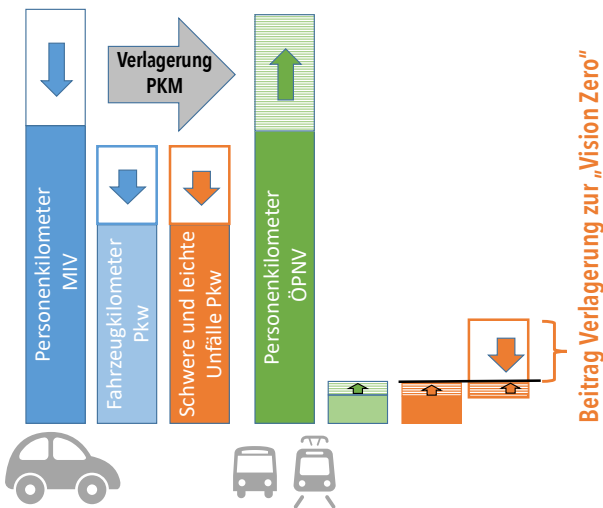 Verlagerung
PKM
Personenkilometer
MIV
Fahrzeugkilometer
Pkw
Schwere und leichte
Unfälle Pkw
Personenkilometer
ÖPNV
Beitrag Verlagerung zur „Vision Zero“